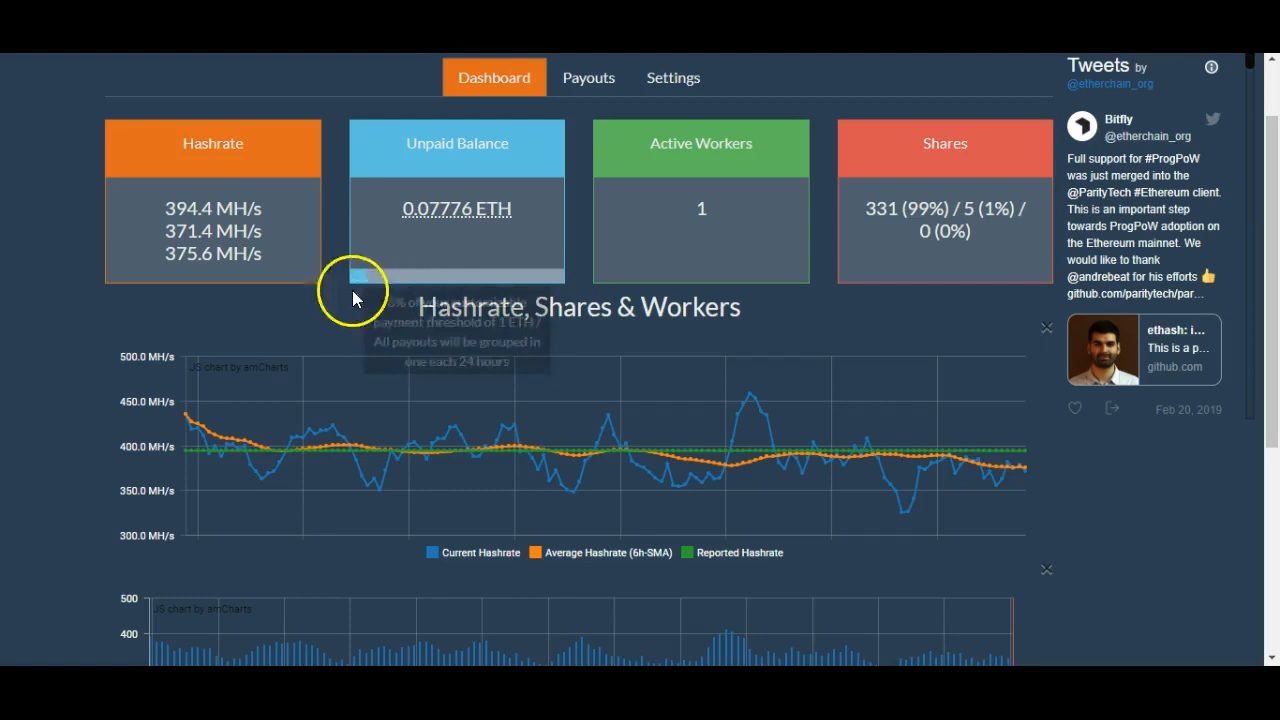 Dashboard
Payouts
Settings
Hashrate
394.4 MH/s
371.4 MH/s
375.6 MH/s
Unpaid Balance
0.07776 ETH
Active Workers
1
Shares
331 (99%) / 5 (1%) /
0 (0%)
% of
payment threshold of 1 ETH /
All payouts will be grouped in
one each 24 hours
Hashrate, Shares & Workers
500.0 MH/s
450.0 MH/s
400.0 MH/s
350.0 MH/s
300.0 MH/s
JS chart by amCharts
Current Hashrate
Average Hashrate (6h-SMA)
Reported Hashrate
500
400
JS chart by amCharts
Tweets by
@etherchain_org
Bitfly
@etherchain_org
Full support for #ProgPoW
was just merged into the
@ParityTech #Ethereum client.
This is an important step
towards ProgPoW adoption on
the Ethereum mainnet. We
would like to thank
@andrebeat for his efforts 👍
github.com/paritytech/par...
ethash: i...
This is a p...
github.com
Feb 20, 2019